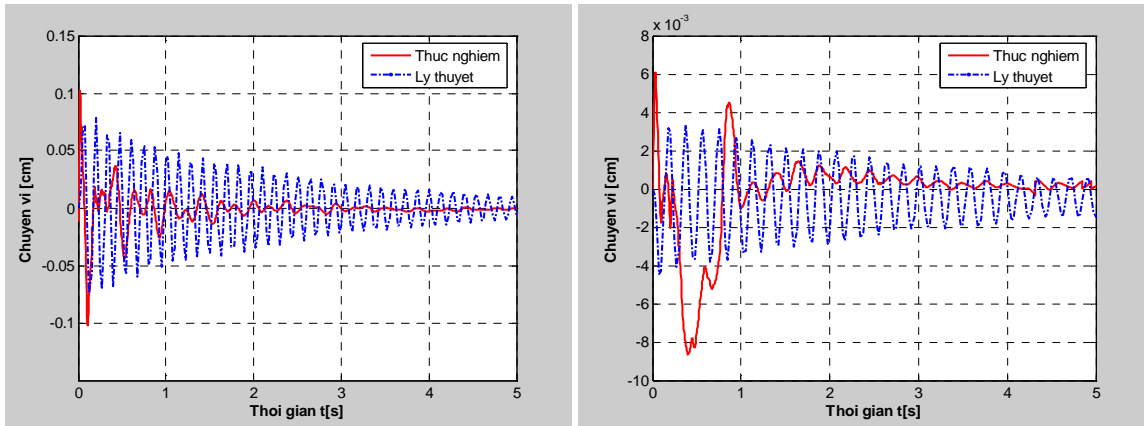 0.15
0.1
0.05
0
-0.05
-0.1
Chuyen vi [cm]
Thuc nghiem
Ly thuyet
0 1 2 3 4 5
Thoi gian t[s]
x 10^-3
8
6
4
2
0
-2
-4
-6
-8
-10
Chuyen vi [cm]
Thuc nghiem
Ly thuyet
0 1 2 3 4 5
Thoi gian t[s]